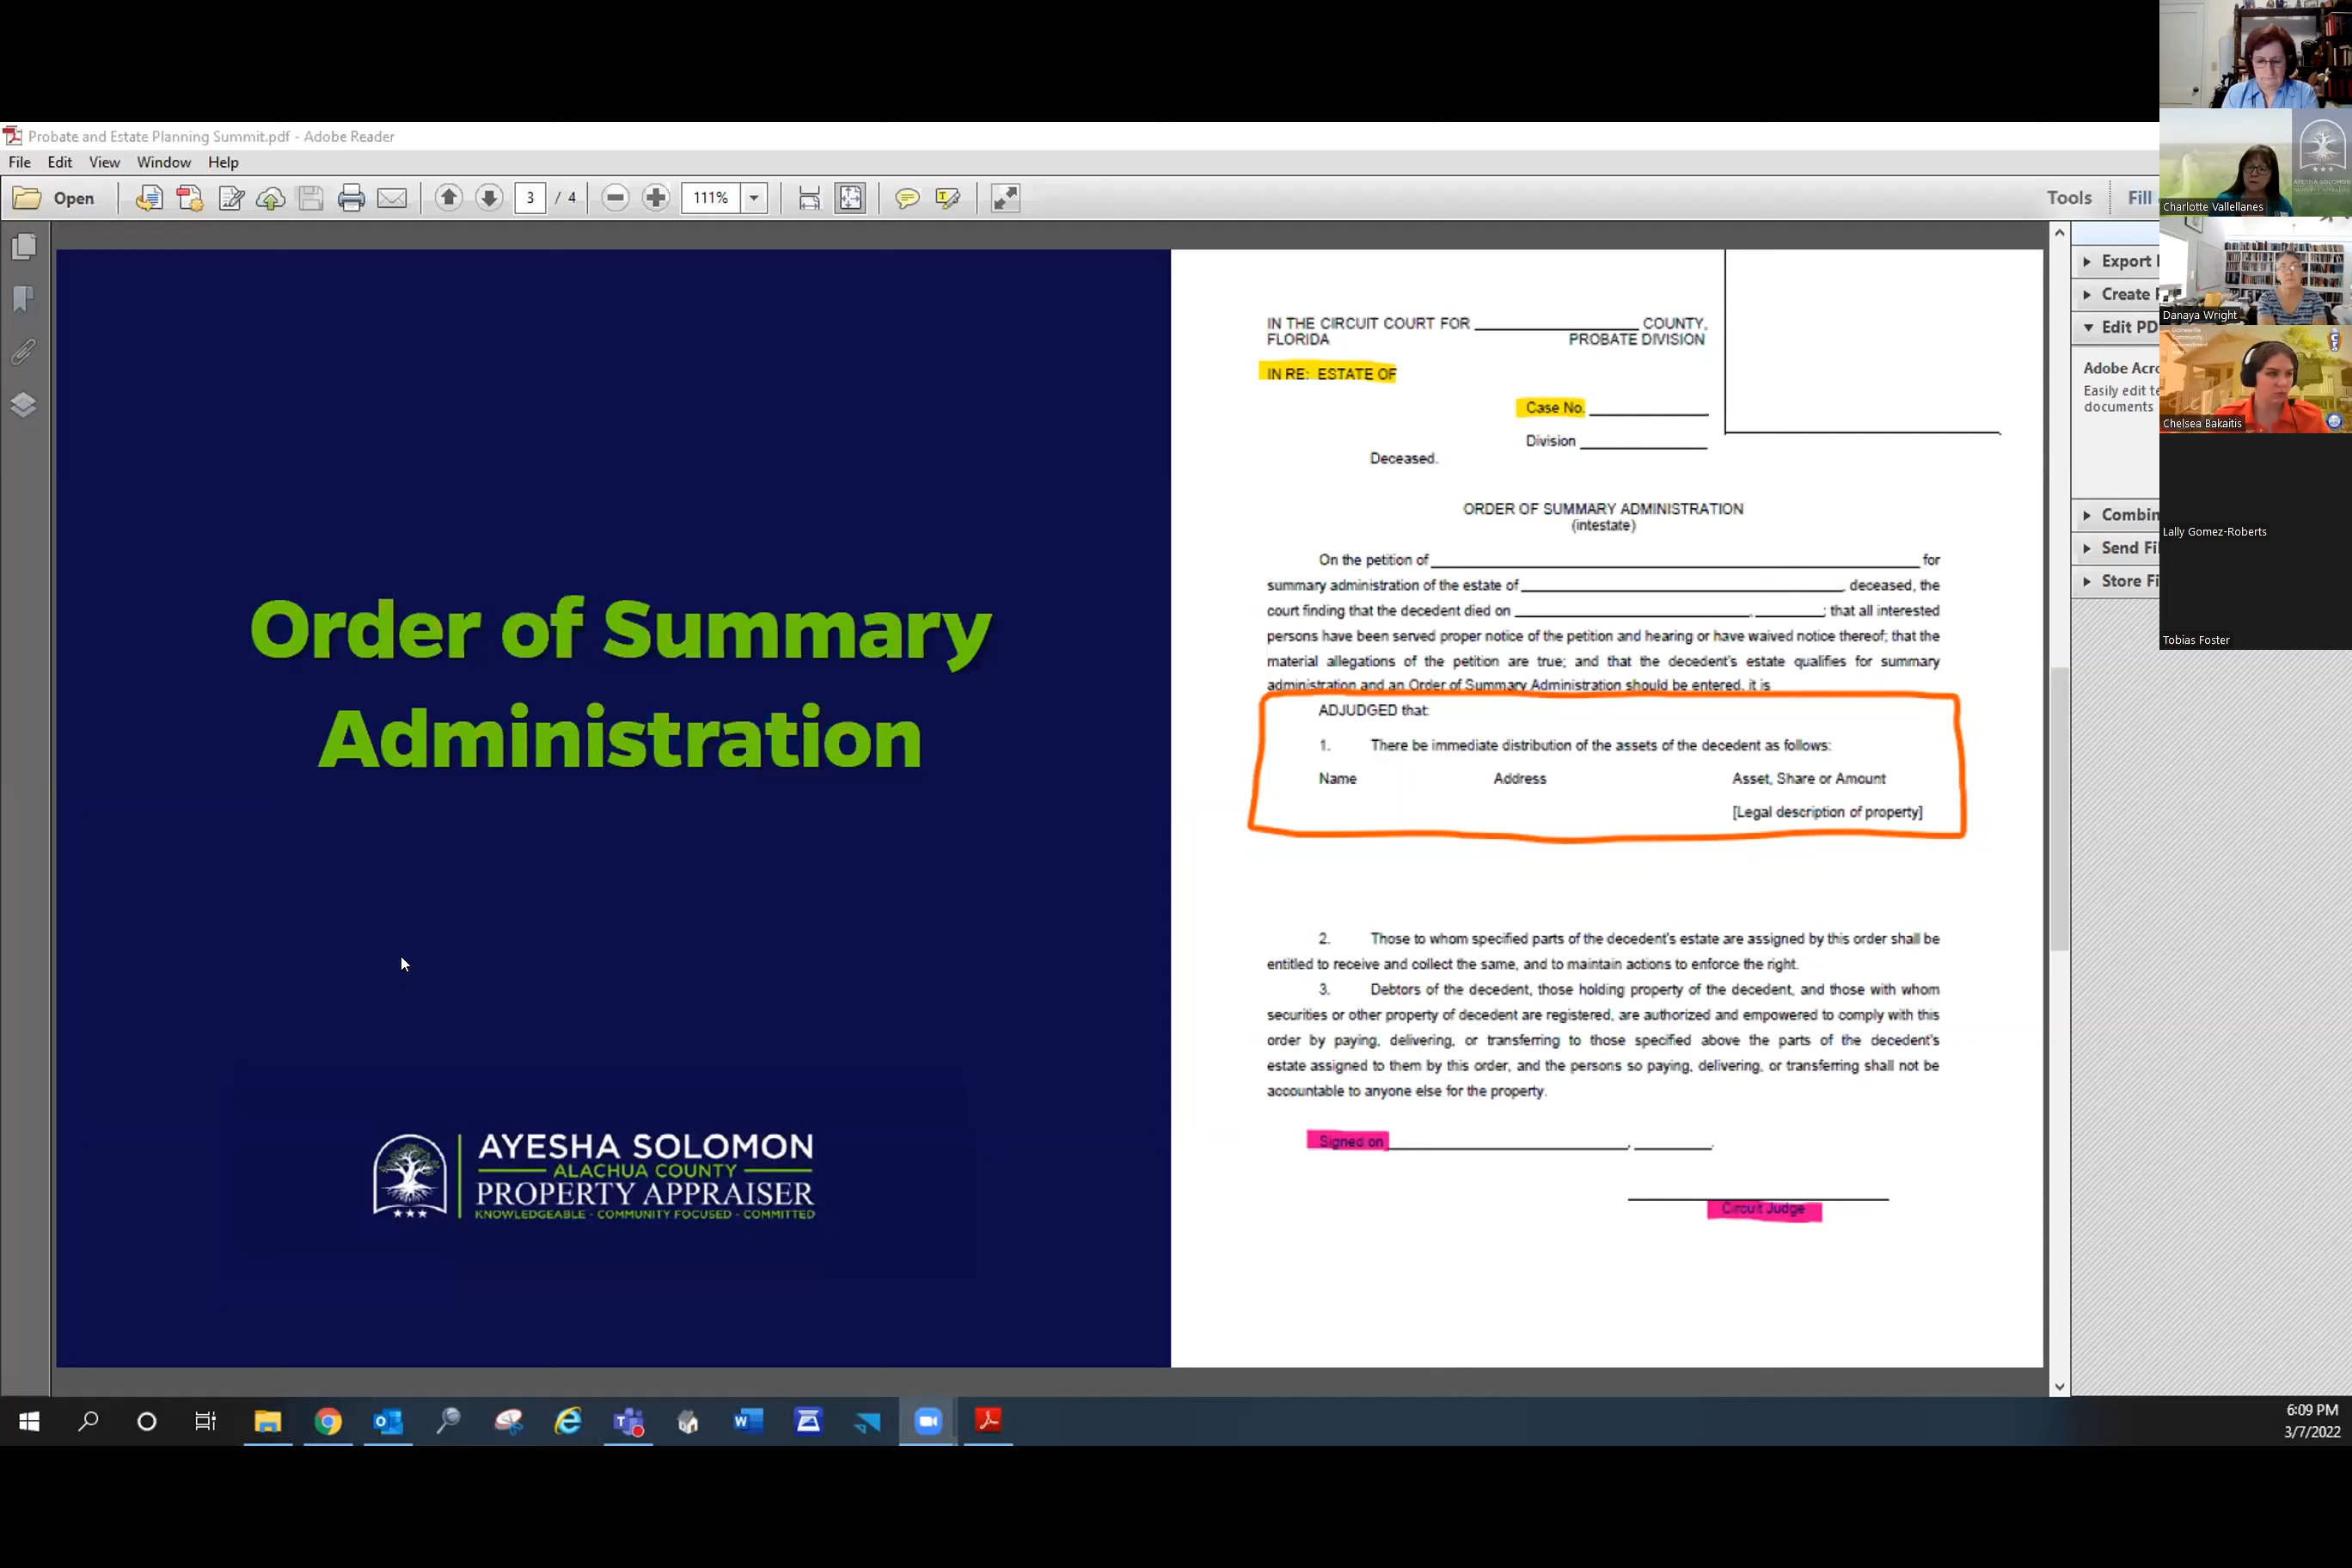 Probate and Estate Planning Summit.pdf - Adobe Reader
File Edit View Window Help
Open 3 / 4 111% Tools Fill
Order of Summary
Administration
AYESHA SOLOMON
ALACHUA COUNTY
PROPERTY APPRAISER
KNOWLEDGEABLE - COMMUNITY FOCUSED - COMMITTED
IN THE CIRCUIT COURT FOR ____ COUNTY,
FLORIDA PROBATE DIVISION
IN RE: ESTATE OF
Case No. ____
Division ____
Deceased.
ORDER OF SUMMARY ADMINISTRATION
(intestate)
On the petition of ____ for
summary administration of the estate of ____, deceased, the
court finding that the decedent died on ____, ____; that all interested
persons have been served proper notice of the petition and hearing or have waived notice thereof; that the
material allegations of the petition are true; and that the decedent's estate qualifies for summary
administration and an Order of Summary Administration should be entered, it is
ADJUDGED that:
1. There be immediate distribution of the assets of the decedent as follows:
Name Address Asset, Share or Amount
[Legal description of property]
2. Those to whom specified parts of the decedent's estate are assigned by this order shall be
entitled to receive and collect the same, and to maintain actions to enforce the right.
3. Debtors of the decedent, those holding property of the decedent, and those with whom
securities or other property of decedent are registered, are authorized and empowered to comply with this
order by paying, delivering, or transferring to those specified above the parts of the decedent's
estate assigned to them by this order, and the persons so paying, delivering, or transferring shall not be
accountable to anyone else for the property.
Signed on ____, ____.
Circuit Judge
Export
Create
Edit PD
Adobe Acr
Easily edit te
documents
Combin
Send Fi
Store Fi
AYESHA SOLOMON
Charlotte Vallellanes
Danaya Wright
Chelsea Bakaitis
Lally Gomez-Roberts
Tobias Foster
6:09 PM
3/7/2022